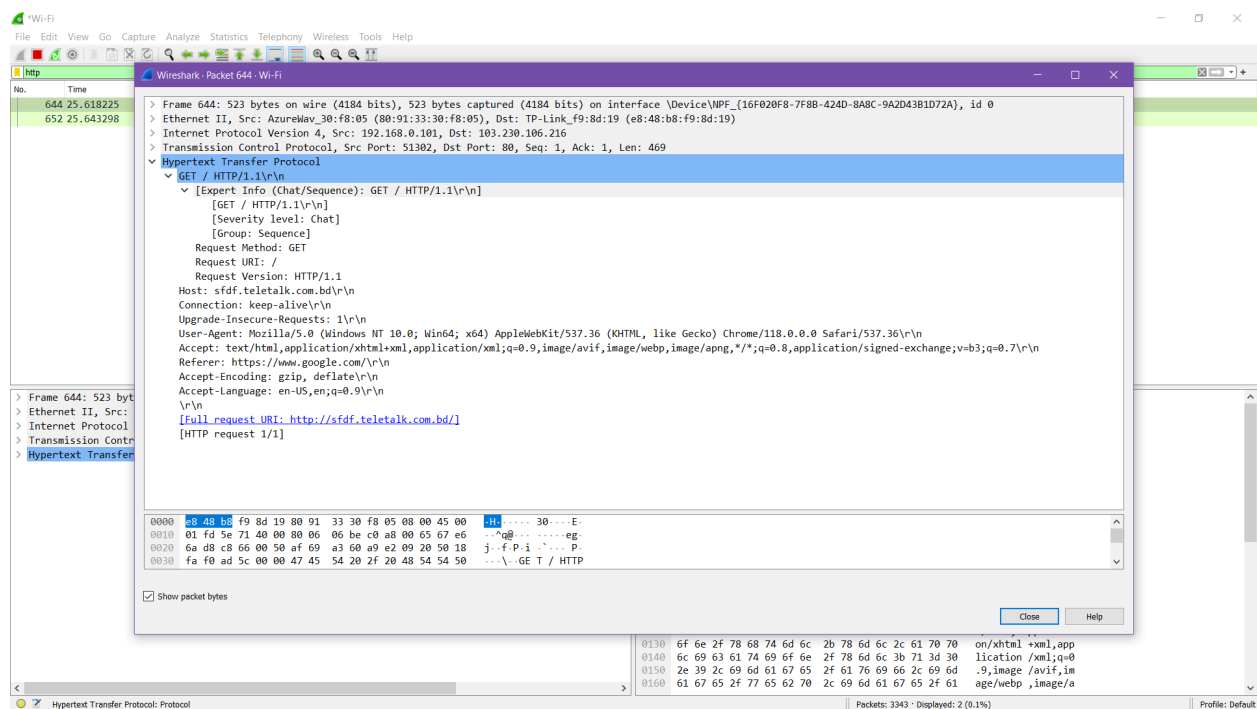 *Wi-Fi
File Edit View Go Capture Analyze Statistics Telephony Wireless Tools Help
http
No. Time
644 25.618225
652 25.643298
Wireshark · Packet 644 · Wi-Fi
Frame 644: 523 bytes on wire (4184 bits), 523 bytes captured (4184 bits) on interface \Device\NPF_{16F020F8-7F8B-424D-8A8C-9A2D43B1D72A}, id 0
Ethernet II, Src: AzureWav_30:f8:05 (80:91:33:30:f8:05), Dst: TP-Link_f9:8d:19 (e8:48:b8:f9:8d:19)
Internet Protocol Version 4, Src: 192.168.0.101, Dst: 103.230.106.216
Transmission Control Protocol, Src Port: 51302, Dst Port: 80, Seq: 1, Ack: 1, Len: 469
Hypertext Transfer Protocol
GET / HTTP/1.1\r\n
[Expert Info (Chat/Sequence): GET / HTTP/1.1\r\n]
[GET / HTTP/1.1\r\n]
[Severity level: Chat]
[Group: Sequence]
Request Method: GET
Request URI: /
Request Version: HTTP/1.1
Host: sfdf.teletalk.com.bd\r\n
Connection: keep-alive\r\n
Upgrade-Insecure-Requests: 1\r\n
User-Agent: Mozilla/5.0 (Windows NT 10.0; Win64; x64) AppleWebKit/537.36 (KHTML, like Gecko) Chrome/118.0.0.0 Safari/537.36\r\n
Accept: text/html,application/xhtml+xml,application/xml;q=0.9,image/avif,image/webp,image/apng,*/*;q=0.8,application/signed-exchange;v=b3;q=0.7\r\n
Referer: https://www.google.com/\r\n
Accept-Encoding: gzip, deflate\r\n
Accept-Language: en-US,en;q=0.9\r\n
\r\n
[Full request URI: http://sfdf.teletalk.com.bd/]
[HTTP request 1/1]
Frame 644: 523 byt
Ethernet II, Src:
Internet Protocol
Transmission Contr
Hypertext Transfer
0000 e8 48 b8 f9 8d 19 80 91 33 30 f8 05 08 00 45 00 ·H······ 30····E·
0010 01 fd 5e 71 40 00 80 06 06 be c0 a8 00 65 67 e6 ··^q@··· ·····eg·
0020 6a d8 c8 66 00 50 af 69 a3 60 a9 e2 09 20 50 18 j··f·P·i ·`··· P·
0030 fa f0 ad 5c 00 00 47 45 54 20 2f 20 48 54 54 50 ···\··GE T / HTTP
Show packet bytes
Close Help
0130 6f 6e 2f 78 68 74 6d 6c 2b 78 6d 6c 2c 61 70 70 on/xhtml +xml,app
0140 6c 69 63 61 74 69 6f 6e 2f 78 6d 6c 3b 71 3d 30 lication /xml;q=0
0150 2e 39 2c 69 6d 61 67 65 2f 61 76 69 66 2c 69 6d .9,image /avif,im
0160 61 67 65 2f 77 65 62 70 2c 69 6d 61 67 65 2f 61 age/webp ,image/a
Hypertext Transfer Protocol: Protocol Packets: 3343 · Displayed: 2 (0.1%) Profile: Default